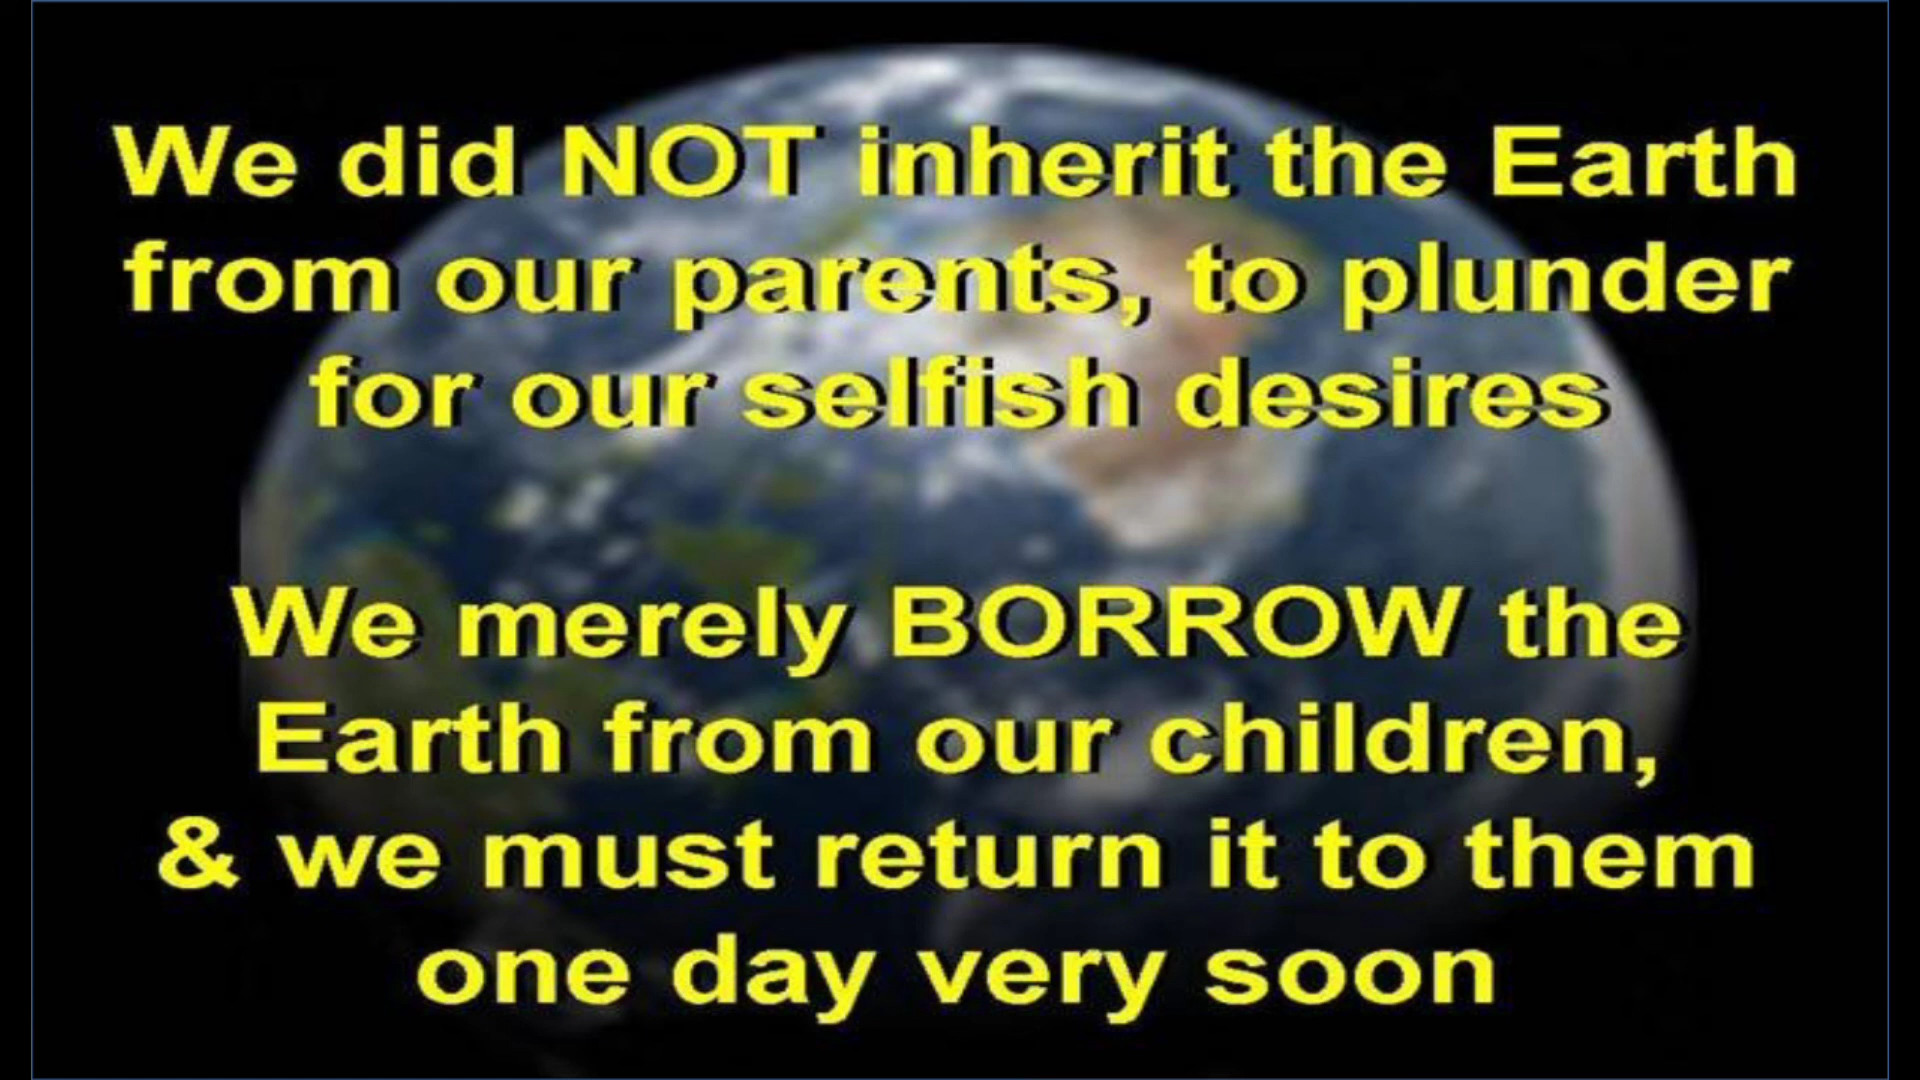 We did NOT inherit the Earth
from our parents, to plunder
for our selfish desires
We merely BORROW the
Earth from our children,
& we must return it to them
one day very soon